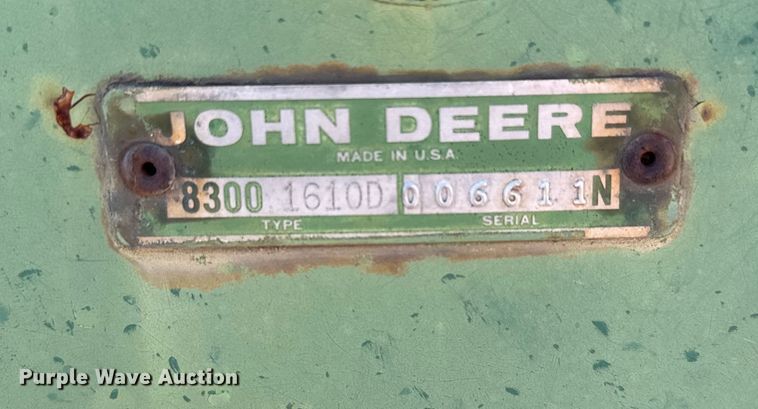 JOHN DEERE
MADE IN U.S.A
8300 1610D 006611N
TYPE SERIAL
Purple Wave Auction